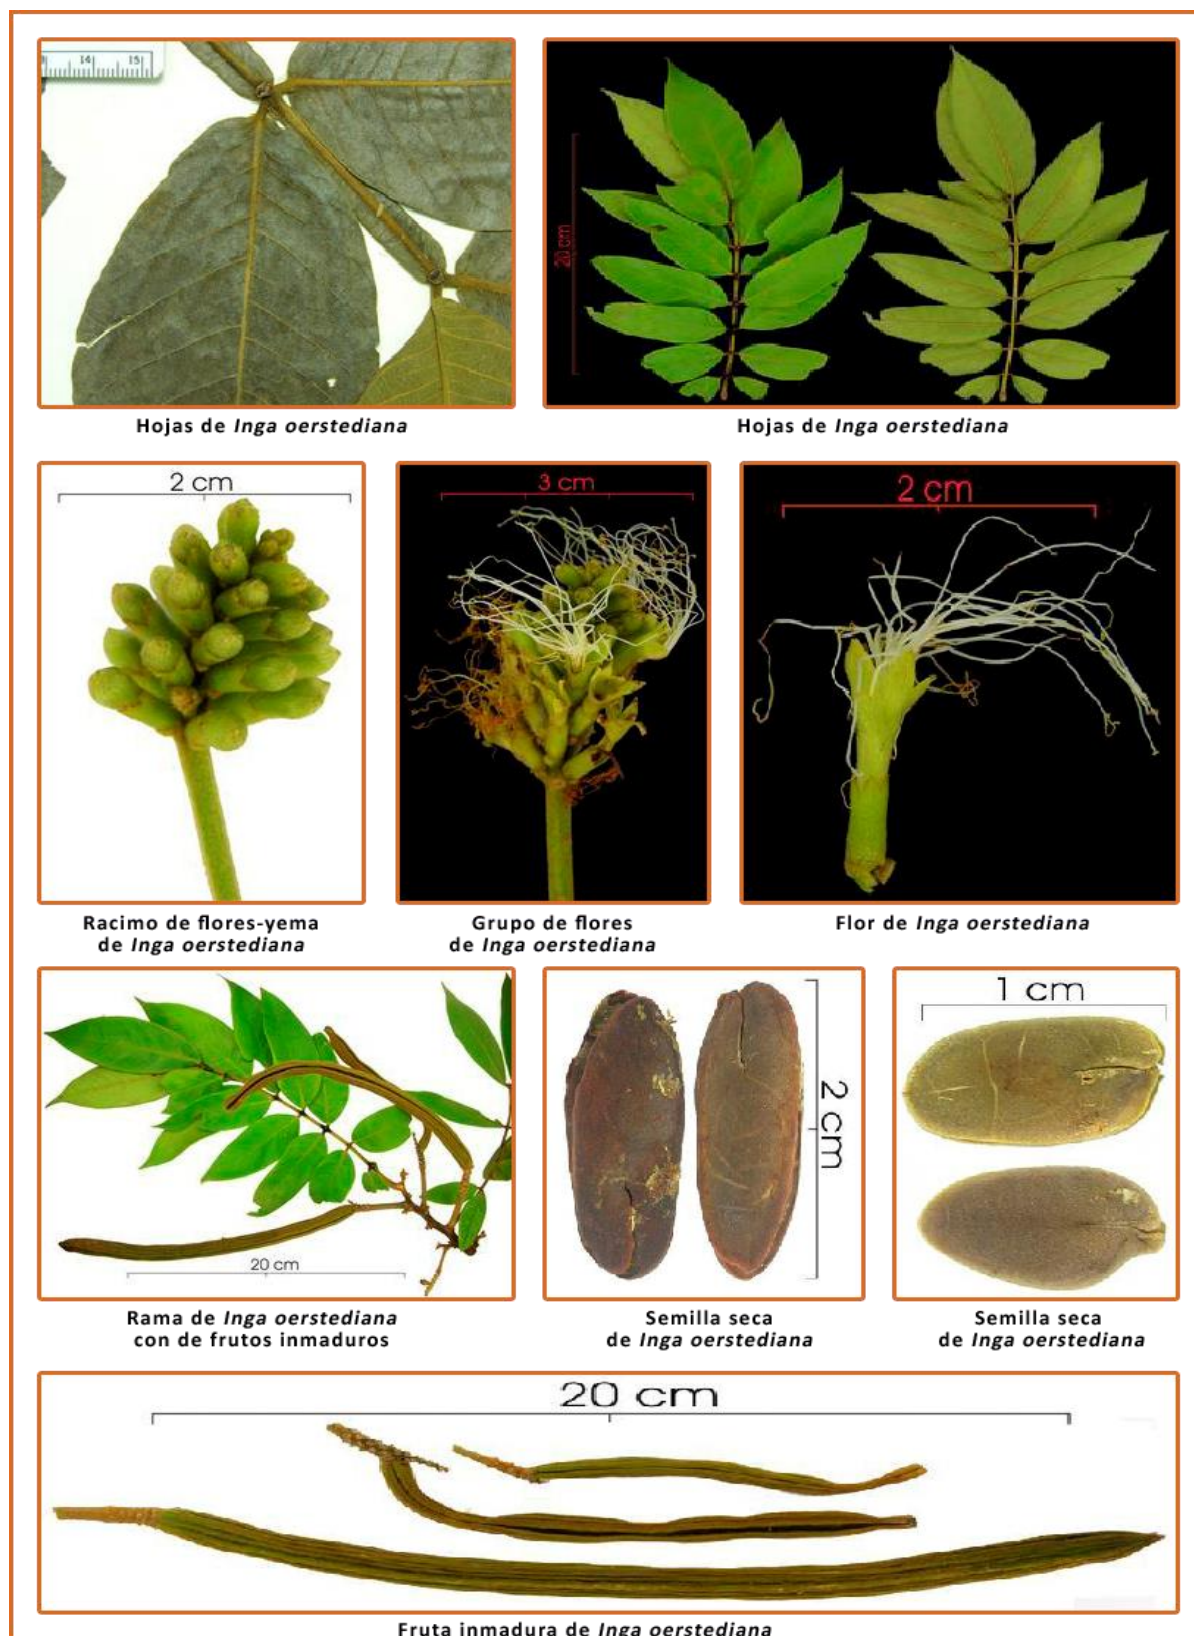 14 15
20 cm
Hojas de Inga oerstediana
Hojas de Inga oerstediana
2 cm
3 cm
2 cm
Racimo de flores-yema
de Inga oerstediana
Grupo de flores
de Inga oerstediana
Flor de Inga oerstediana
20 cm
2 cm
1 cm
Rama de Inga oerstediana
con de frutos inmaduros
Semilla seca
de Inga oerstediana
Semilla seca
de Inga oerstediana
20 cm
Fruta inmadura de Inga oerstediana